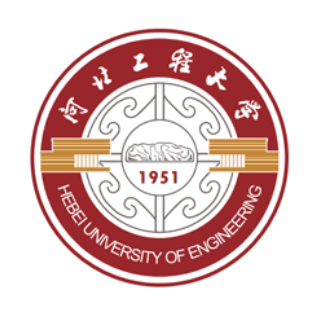 河北工程大学
1951
HEBEI UNIVERSITY OF ENGINEERING